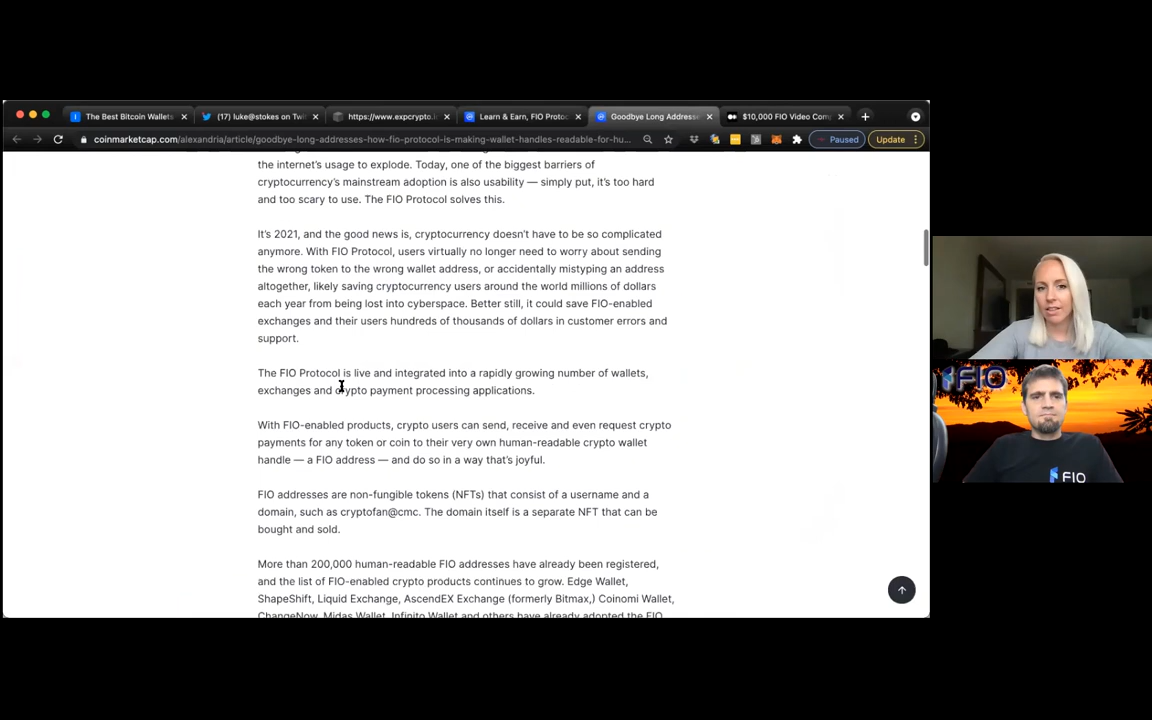 The Best Bitcoin Wallets
(17) luke@stokes on Twi
https://www.expcrypto.i
Learn & Earn, FIO Proto
Goodbye Long Addresse
$10,000 FIO Video Com
coinmarketcap.com/alexandria/article/goodbye-long-addresses-how-fio-protocol-is-making-wallet-handles-readable-for-hu...
Paused
Update
the internet's usage to explode. Today, one of the biggest barriers of
cryptocurrency's mainstream adoption is also usability — simply put, it's too hard
and too scary to use. The FIO Protocol solves this.
It's 2021, and the good news is, cryptocurrency doesn't have to be so complicated
anymore. With FIO Protocol, users virtually no longer need to worry about sending
the wrong token to the wrong wallet address, or accidentally mistyping an address
altogether, likely saving cryptocurrency users around the world millions of dollars
each year from being lost into cyberspace. Better still, it could save FIO-enabled
exchanges and their users hundreds of thousands of dollars in customer errors and
support.
The FIO Protocol is live and integrated into a rapidly growing number of wallets,
exchanges and crypto payment processing applications.
With FIO-enabled products, crypto users can send, receive and even request crypto
payments for any token or coin to their very own human-readable crypto wallet
handle — a FIO address — and do so in a way that's joyful.
FIO addresses are non-fungible tokens (NFTs) that consist of a username and a
domain, such as cryptofan@cmc. The domain itself is a separate NFT that can be
bought and sold.
More than 200,000 human-readable FIO addresses have already been registered,
and the list of FIO-enabled crypto products continues to grow. Edge Wallet,
ShapeShift, Liquid Exchange, AscendEX Exchange (formerly Bitmax,) Coinomi Wallet,
ChangeNow, Midas Wallet, Infinito Wallet and others have already adopted the FIO
FIO
FIO